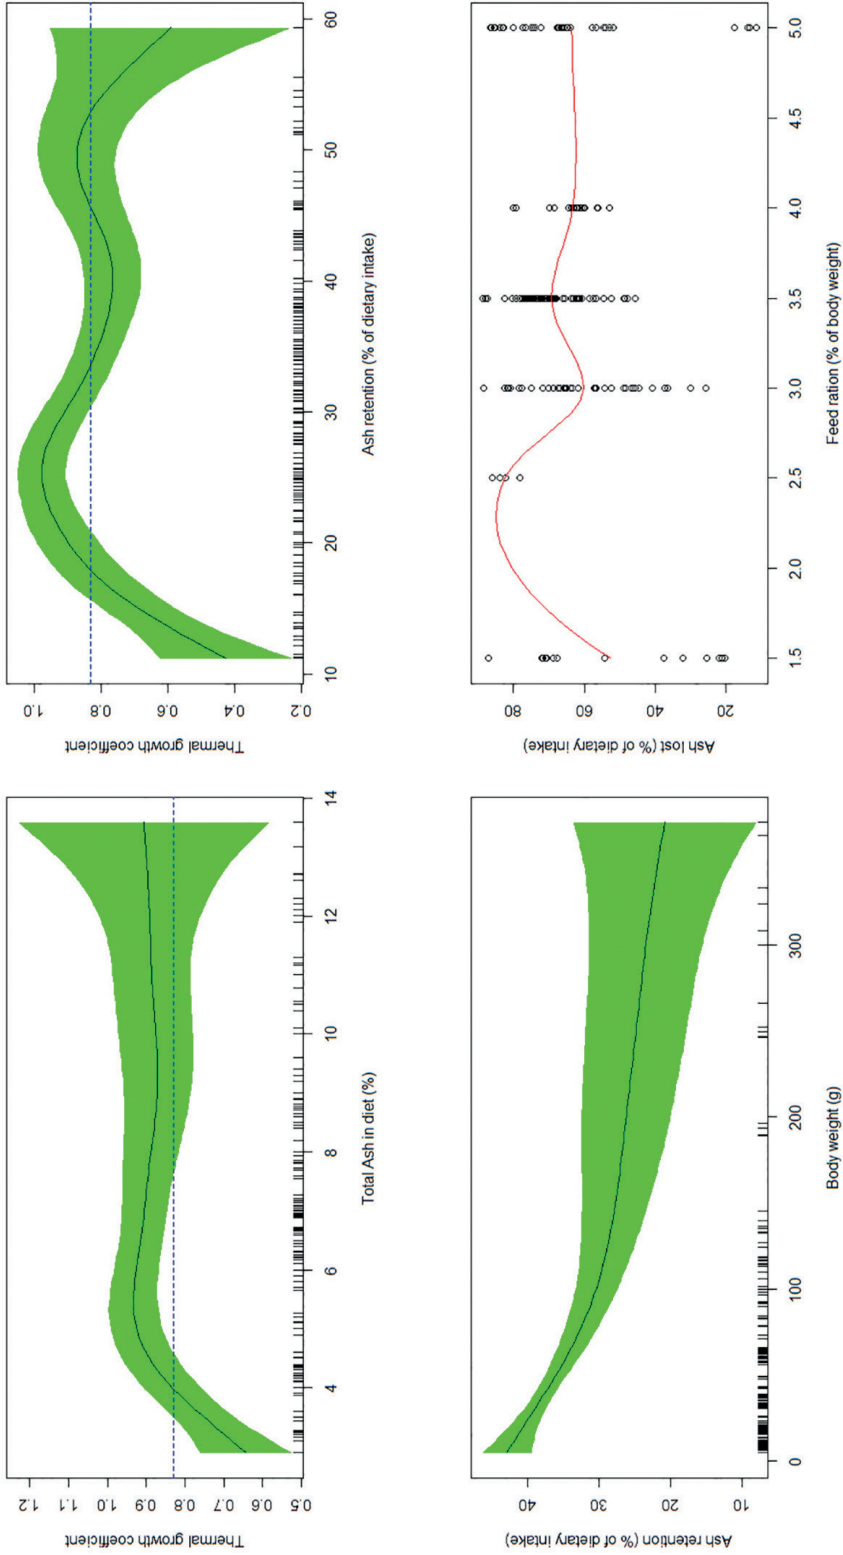 Thermal growth coefficient
1.2
1.1
1.0
0.9
0.8
0.7
0.6
0.5
4 6 8 10 12 14
Total Ash in diet (%)
Thermal growth coefficient
1.0
0.8
0.6
0.4
0.2
10 20 30 40 50 60
Ash retention (% of dietary intake)
Ash retention (% of dietary intake)
40
30
20
10
0 100 200 300
Body weight (g)
Ash lost (% of dietary intake)
80
60
40
20
1.5 2.0 2.5 3.0 3.5 4.0 4.5 5.0
Feed ration (% of body weight)